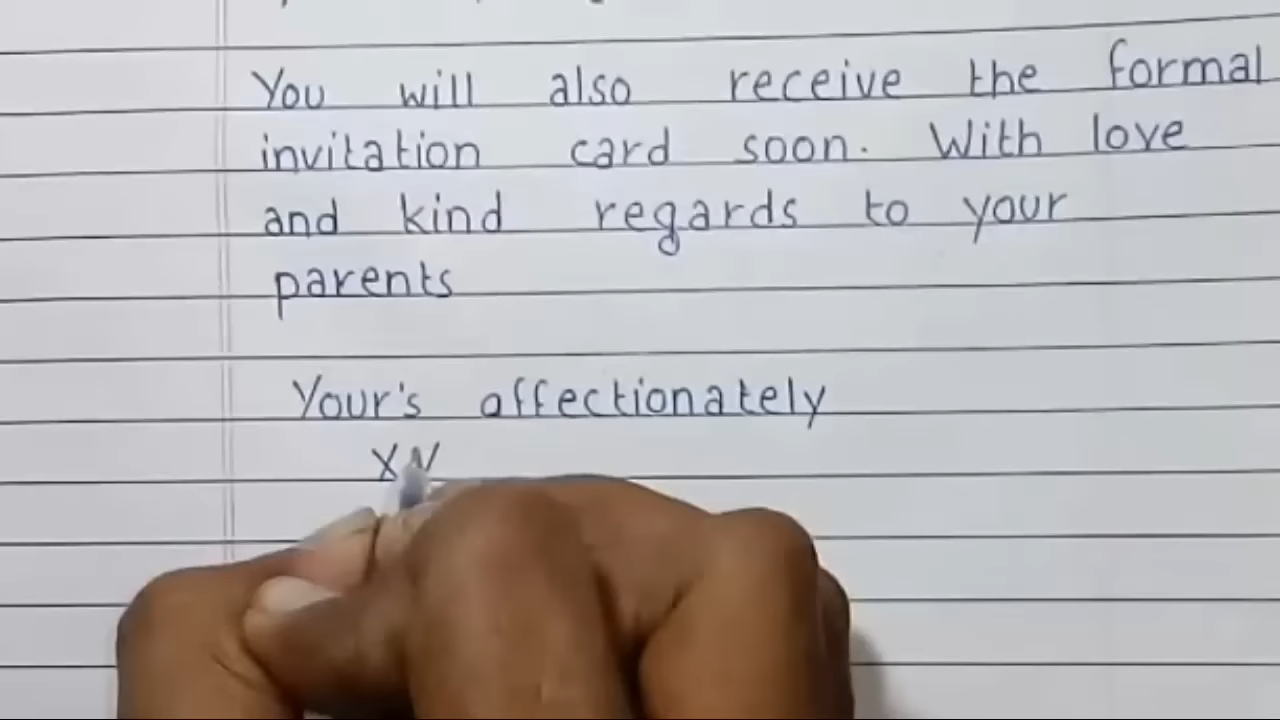 You will also receive the formal
invitation card soon. With love
and kind regards to your
parents
Your's affectionately
XY